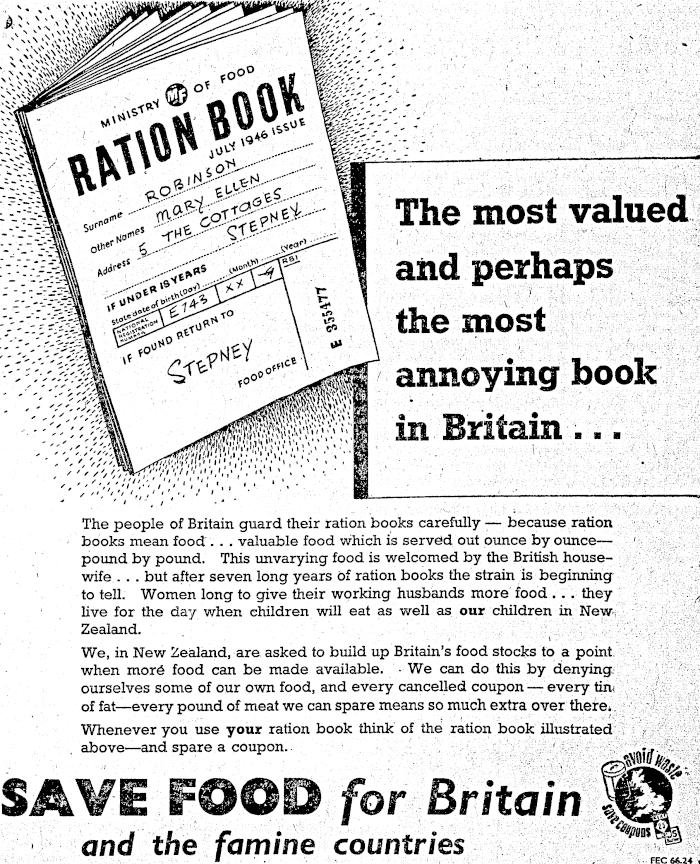 MINISTRY MF OF FOOD
RATION BOOK
JULY 1946 ISSUE
Surname ROBINSON
Other Names MARY ELLEN
Address 5 THE COTTAGES
STEPNEY
IF UNDER 18 YEARS
State date of birth (Day) (Month) (Year)
NATIONAL REGISTRATION NUMBER E743 XX -9 RB1
IF FOUND RETURN TO
STEPNEY
FOOD OFFICE
E 355477
The most valued
and perhaps
the most
annoying book
in Britain . . .
The people of Britain guard their ration books carefully — because ration
books mean food . . . valuable food which is served out ounce by ounce—
pound by pound. This unvarying food is welcomed by the British house-
wife . . . but after seven long years of ration books the strain is beginning
to tell. Women long to give their working husbands more food . . . they
live for the day when children will eat as well as our children in New
Zealand.
We, in New Zealand, are asked to build up Britain's food stocks to a point
when more food can be made available. We can do this by denying
ourselves some of our own food, and every cancelled coupon — every tin
of fat—every pound of meat we can spare means so much extra over there.
Whenever you use your ration book think of the ration book illustrated
above—and spare a coupon.
SAVE FOOD for Britain
and the famine countries
avoid waste
save coupons
FEC 66-24